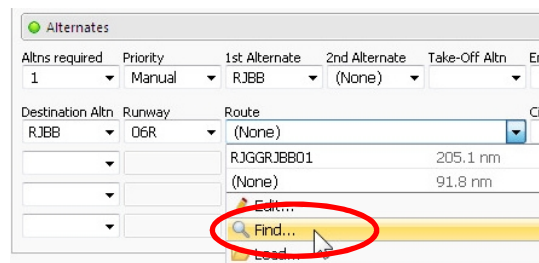 Alternates
Altns required Priority 1st Alternate 2nd Alternate Take-Off Altn
1 Manual RJBB (None)
Destination Altn Runway Route
RJBB 06R (None)
RJGGRJBB01 205.1 nm
(None) 91.8 nm
Edit...
Find...
Load...